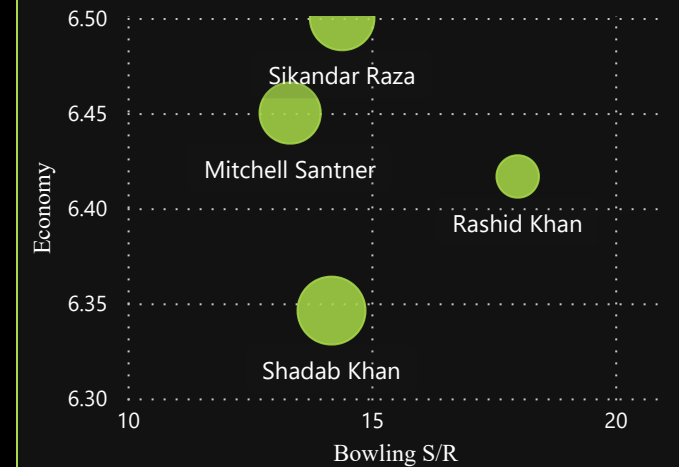 6.50
Sikandar Raza
6.45
Mitchell Santner
Economy
6.40
Rashid Khan
6.35
Shadab Khan
6.30
10 15 20
Bowling S/R